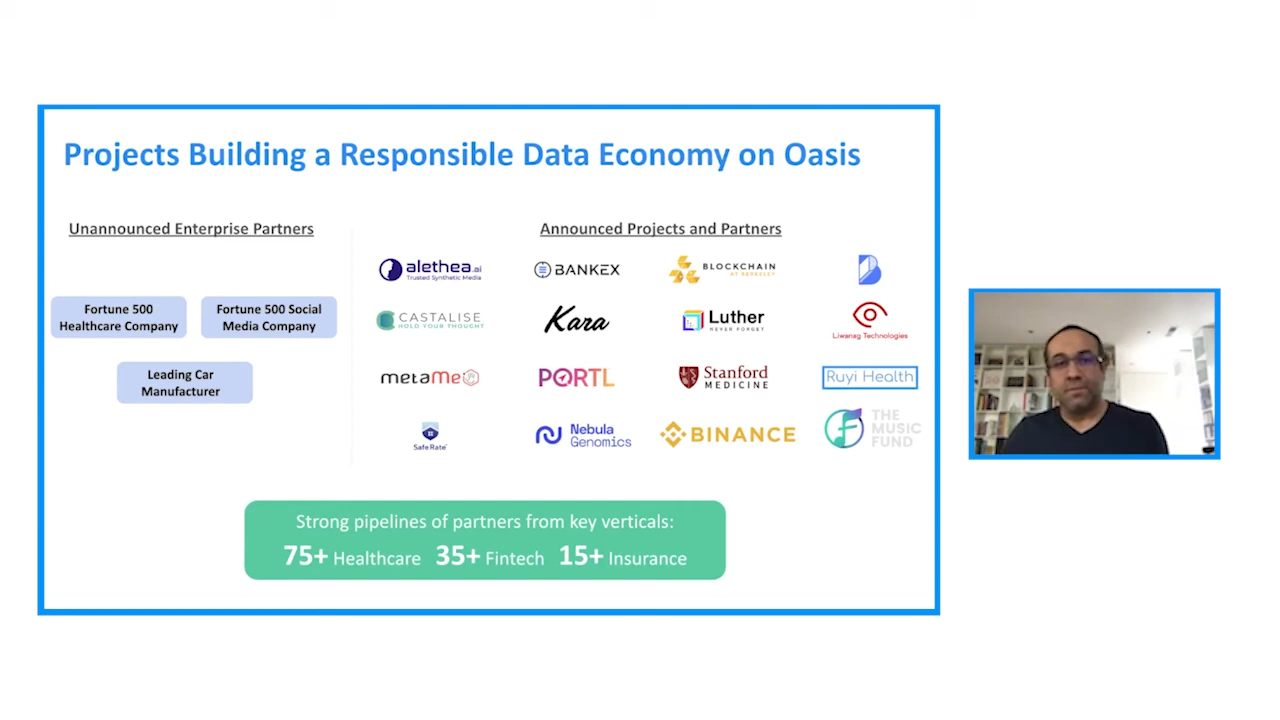 Projects Building a Responsible Data Economy on Oasis
Unannounced Enterprise Partners
Fortune 500
Healthcare Company
Fortune 500 Social
Media Company
Leading Car
Manufacturer
Announced Projects and Partners
alethea.ai
Trusted Synthetic Media
BANKEX
BLOCKCHAIN
AT BERKELEY
CASTALISE
HOLD YOUR THOUGHT
Kara
Luther
NEVER FORGET
Liwanag Technologies
metaMe
PORTL
Stanford
MEDICINE
Ruyi Health
Safe Rate
Nebula
Genomics
BINANCE
THE
MUSIC
FUND
Strong pipelines of partners from key verticals:
75+ Healthcare 35+ Fintech 15+ Insurance